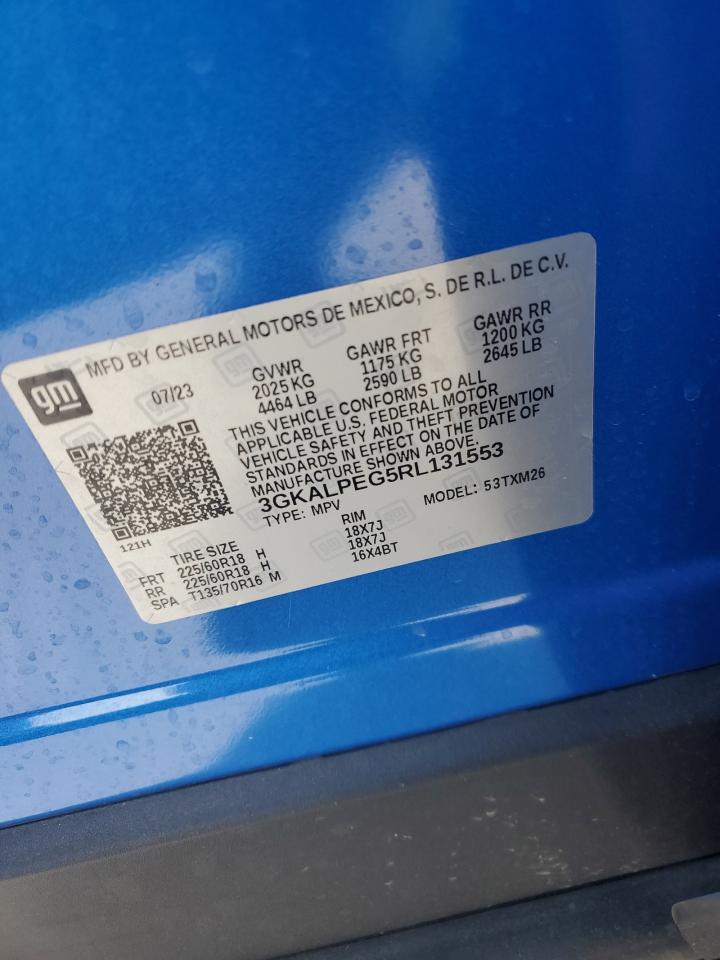 MFD BY GENERAL MOTORS DE MEXICO, S. DE R.L. DE C.V.
gm
07/23
GVWR
2025 KG
4464 LB
GAWR FRT
1175 KG
2590 LB
GAWR RR
1200 KG
2645 LB
THIS VEHICLE CONFORMS TO ALL
APPLICABLE U.S. FEDERAL MOTOR
VEHICLE SAFETY AND THEFT PREVENTION
STANDARDS IN EFFECT ON THE DATE OF
MANUFACTURE SHOWN ABOVE.
3GKALPEG5RL131553
TYPE: MPV
MODEL: 53TXM26
121H
TIRE SIZE RIM
FRT 225/60R18 H 18X7J
RR 225/60R18 H 18X7J
SPA T135/70R16 M 16X4BT